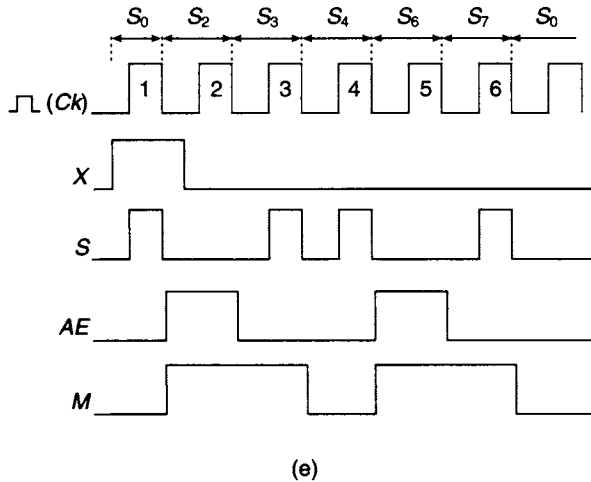 S₀ S₂ S₃ S₄ S₆ S₇ S₀
(Ck) 1 2 3 4 5 6
X
S
AE
M
(e)